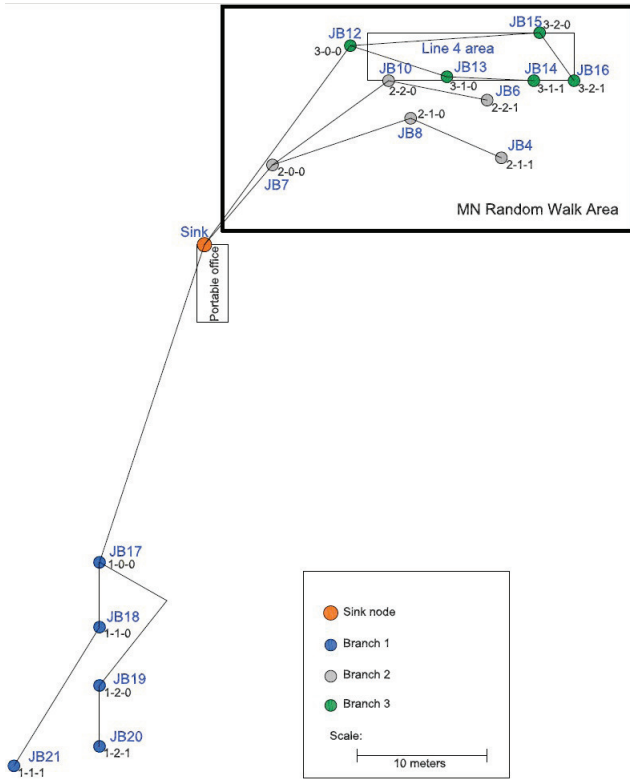 JB15
3-2-0
JB12
3-0-0
Line 4 area
JB10
2-2-0
JB13
3-1-0
JB14
3-1-1
JB16
3-2-1
JB6
2-2-1
2-1-0
JB8
JB4
2-1-1
2-0-0
JB7
MN Random Walk Area
Sink
Portable office
JB17
1-0-0
JB18
1-1-0
JB19
1-2-0
JB20
1-2-1
JB21
1-1-1
Sink node
Branch 1
Branch 2
Branch 3
Scale:
10 meters